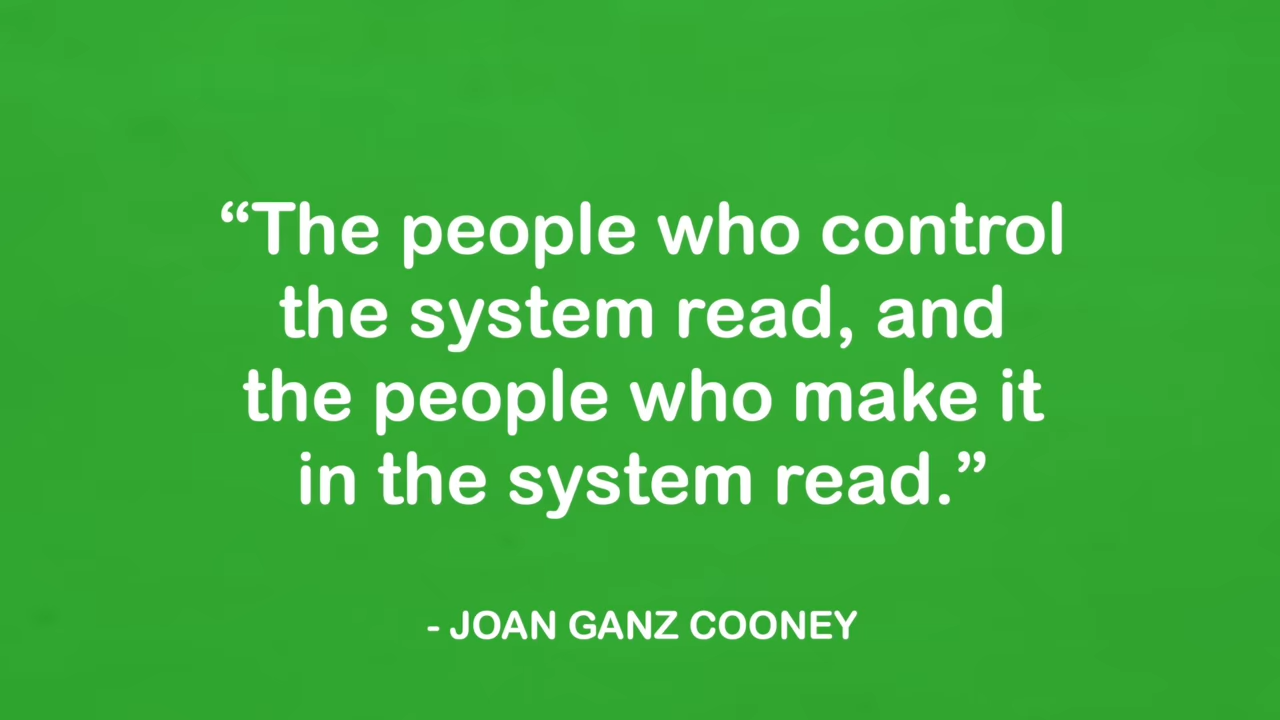 “The people who control
the system read, and
the people who make it
in the system read.”
- JOAN GANZ COONEY